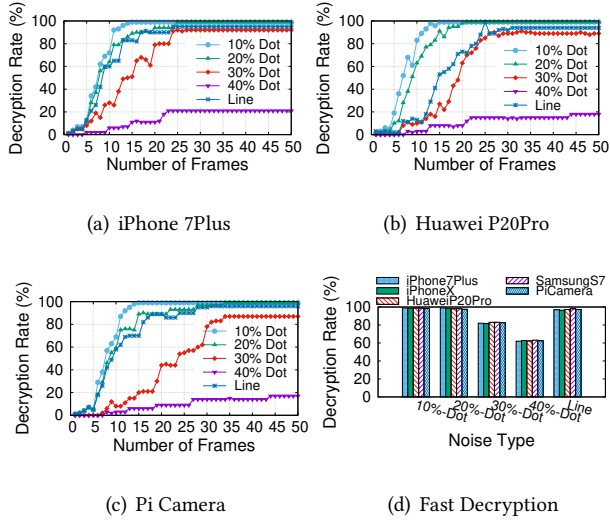 Decryption Rate (%)
100
80
60
40
20
0
10% Dot
20% Dot
30% Dot
40% Dot
Line
0 5 10 15 20 25 30 35 40 45 50
Number of Frames
(a) iPhone 7Plus
Decryption Rate (%)
100
80
60
40
20
0
10% Dot
20% Dot
30% Dot
40% Dot
Line
0 5 10 15 20 25 30 35 40 45 50
Number of Frames
(b) Huawei P20Pro
Decryption Rate (%)
100
80
60
40
20
0
10% Dot
20% Dot
30% Dot
40% Dot
Line
0 5 10 15 20 25 30 35 40 45 50
Number of Frames
(c) Pi Camera
Decryption Rate (%)
iPhone7Plus
iPhoneX
HuaweiP20Pro
SamsungS7
PiCamera
100
80
60
40
20
0
10%-Dot 20%-Dot 30%-Dot 40%-Dot Line
Noise Type
(d) Fast Decryption